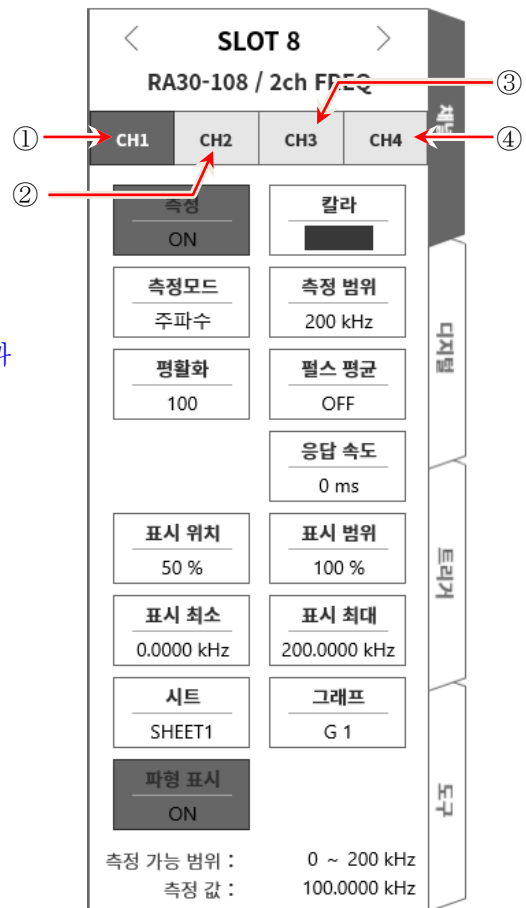 SLOT 8
RA30-108 / 2ch FREQ
① CH1 CH2 CH3 CH4 ④
② ③
측정 칼라
ON
측정모드 측정 범위
주파수 200 kHz
평활화 펄스 평균
100 OFF
응답 속도
0 ms
표시 위치 표시 범위
50 % 100 %
표시 최소 표시 최대
0.0000 kHz 200.0000 kHz
시트 그래프
SHEET1 G 1
파형 표시
ON
측정 가능 범위 : 0 ~ 200 kHz
측정 값 : 100.0000 kHz
채널
디지털
트리거
도구